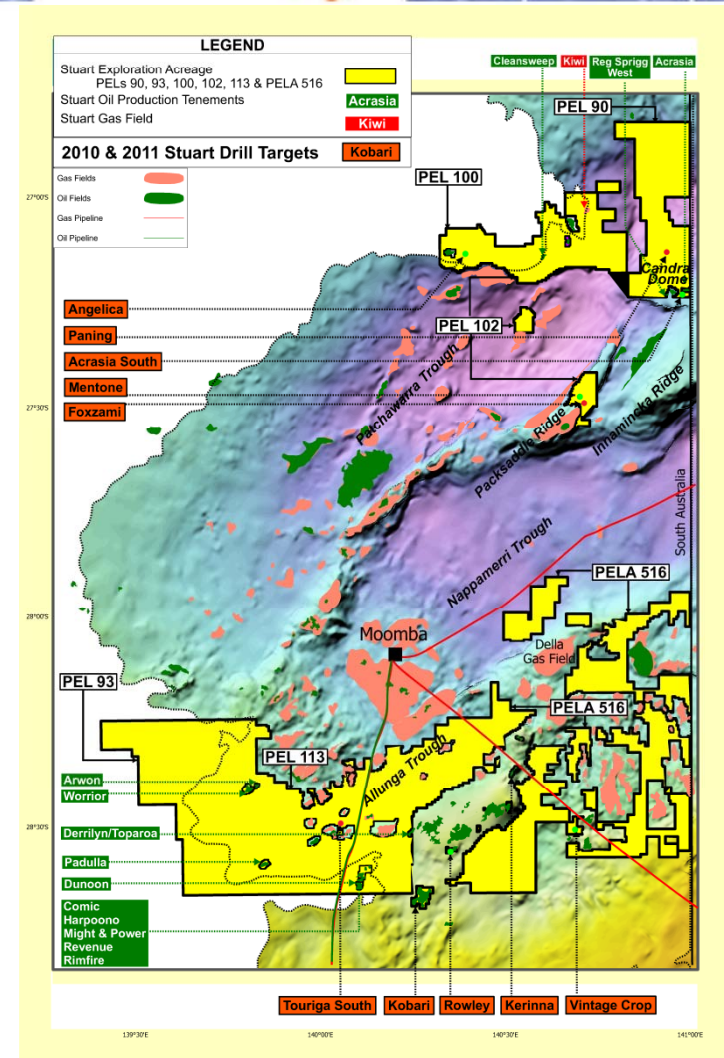 LEGEND
Stuart Exploration Acreage
PELs 90, 93, 100, 102, 113 & PELA 516
Stuart Oil Production Tenements
Acrasia
Stuart Gas Field
Kiwi
2010 & 2011 Stuart Drill Targets
Kobari
Gas Fields
Oil Fields
Gas Pipeline
Oil Pipeline
Cleansweep
Kiwi
Reg Sprigg
West
Acrasia
PEL 90
27°00'S
PEL 100
Candra
Dome
Angelica
PEL 102
Paning
Acrasia South
Mentone
Foxzami
27°30'S
Patchawarra Trough
Packsaddle Ridge
Innamincka Ridge
South Australia
Nappamerri Trough
PELA 516
28°00'S
Moomba
Della
Gas Field
PEL 93
PELA 516
PEL 113
Allunga Trough
Arwon
Worrior
28°30'S
Derrilyn/Toparoa
Padulla
Dunoon
Comic
Harpoono
Might & Power
Revenue
Rimfire
Touriga South
Kobari
Rowley
Kerinna
Vintage Crop
139°30'E
140°00'E
140°30'E
141°00'E